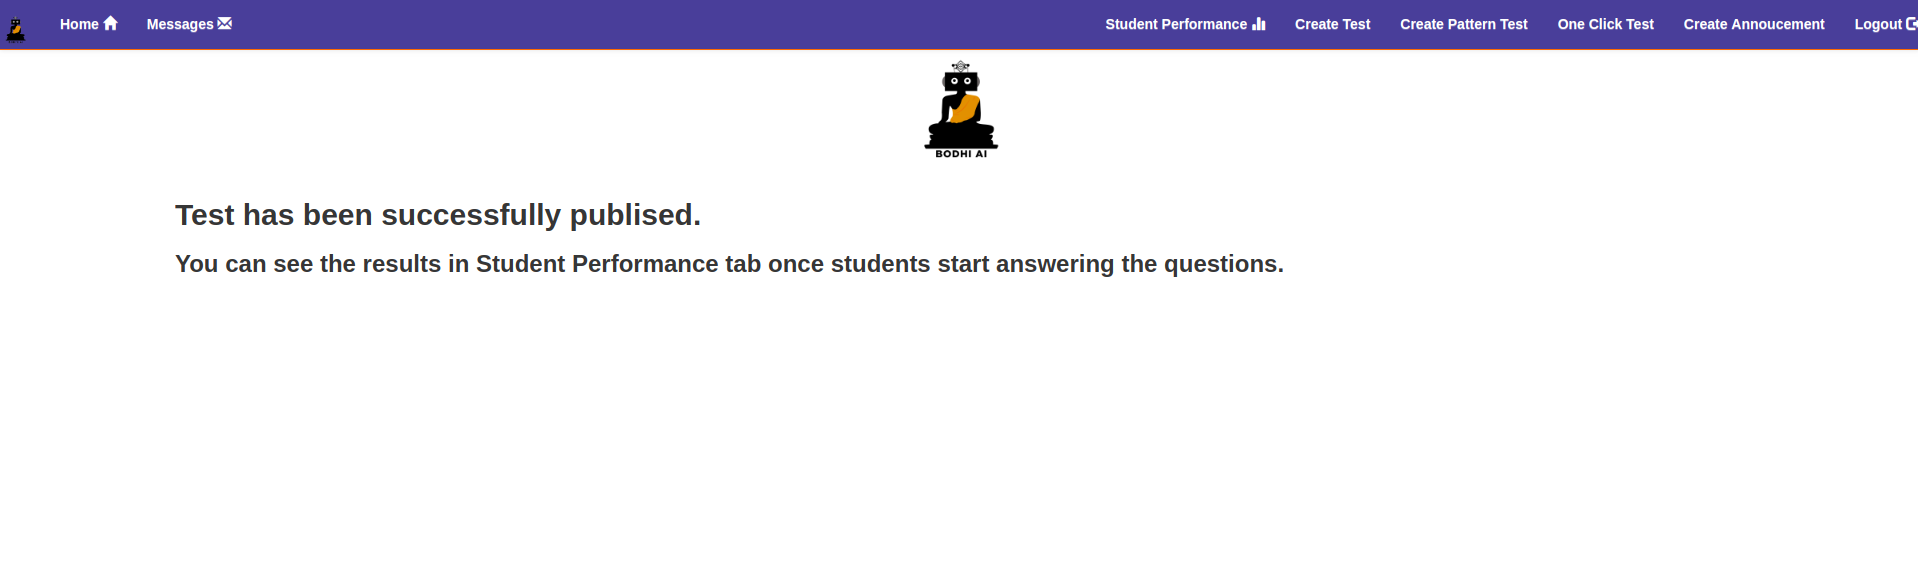 Home Messages Student Performance Create Test Create Pattern Test One Click Test Create Annoucement Logout
BODHI AI
Test has been successfully publised.
You can see the results in Student Performance tab once students start answering the questions.